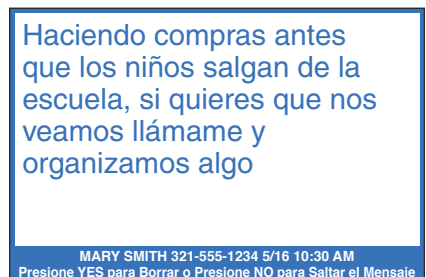 Haciendo compras antes
que los niños salgan de la
escuela, si quieres que nos
veamos llámame y
organizamos algo
MARY SMITH 321-555-1234 5/16 10:30 AM
Presione YES para Borrar o Presione NO para Saltar el Mensaje